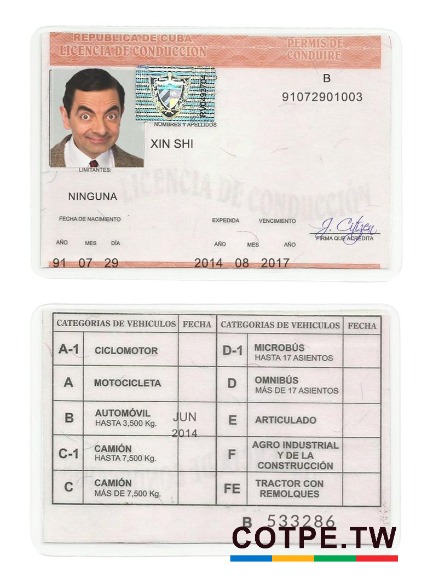 REPUBLICA DE CUBA
LICENCIA DE CONDUCCION
PERMIS DE
CONDUIRE
B
91072901003
NOMBRES Y APELLIDOS
XIN SHI
LIMITANTES:
NINGUNA
LICENCIA DE CONDUCCIÓN
FECHA DE NACIMIENTO
EXPEDIDA VENCIMIENTO
J. Citizen
FIRMA QUE ACREDITA
AÑO MES DÍA AÑO MES AÑO
91 07 29 2014 08 2017
CATEGORIAS DE VEHICULOS FECHA CATEGORIAS DE VEHICULOS FECHA
A-1 CICLOMOTOR D-1 MICROBÚS
HASTA 17 ASIENTOS
A MOTOCICLETA D OMNIBÚS
MÁS DE 17 ASIENTOS
B AUTOMÓVIL
HASTA 3,500 Kg. JUN
2014 E ARTICULADO
C-1 CAMIÓN
HASTA 7,500 Kg. F AGRO INDUSTRIAL
Y DE LA
CONSTRUCCIÓN
C CAMIÓN
MÁS DE 7,500 Kg. FE TRACTOR CON
REMOLQUES
B 533286
COTPE.TW